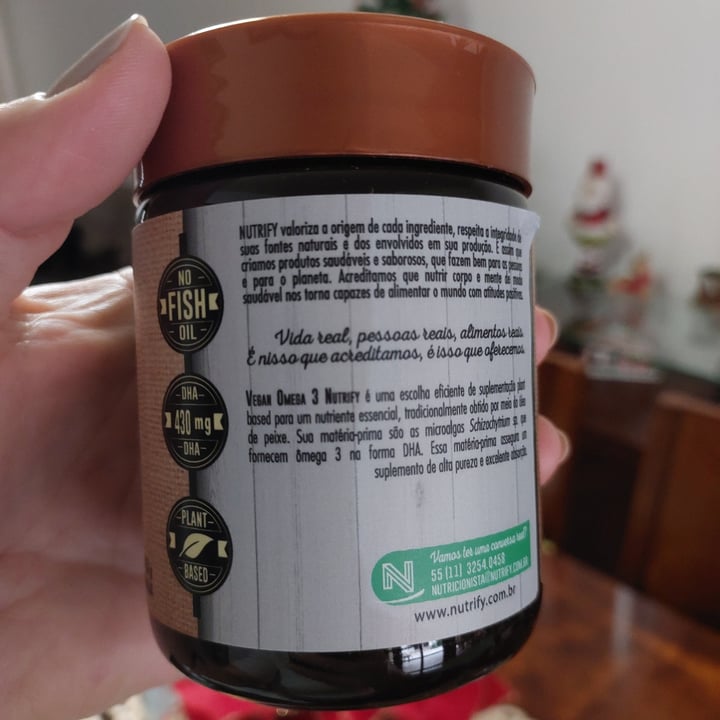 NUTRIFY valoriza a origem de cada ingrediente, respeita a integridade de
suas fontes naturais e dos envolvidos em sua produção. É assim que
criamos produtos saudáveis e saborosos, que fazem bem para as pessoas
e para o planeta. Acreditamos que nutrir corpo e mente de modo
saudável nos torna capazes de alimentar o mundo com atitudes positivas.
Vida real, pessoas reais, alimentos reais.
É nisso que acreditamos, é isso que oferecemos.
VEGAN OMEGA 3 NUTRIFY é uma escolha eficiente de suplementação plant
based para um nutriente essencial, tradicionalmente obtido por meio do óleo
de peixe. Sua matéria-prima são as microalgas Schizochytrium sp, que
fornecem ômega 3 na forma DHA. Essa matéria-prima assegura um
suplemento de alta pureza e excelente absorção.
NO
FISH
OIL
DHA
430 mg
DHA
PLANT
BASED
N
Vamos ter uma conversa real?
55 (11) 3254.0458
NUTRICIONISTA@NUTRIFY.COM.BR
www.nutrify.com.br